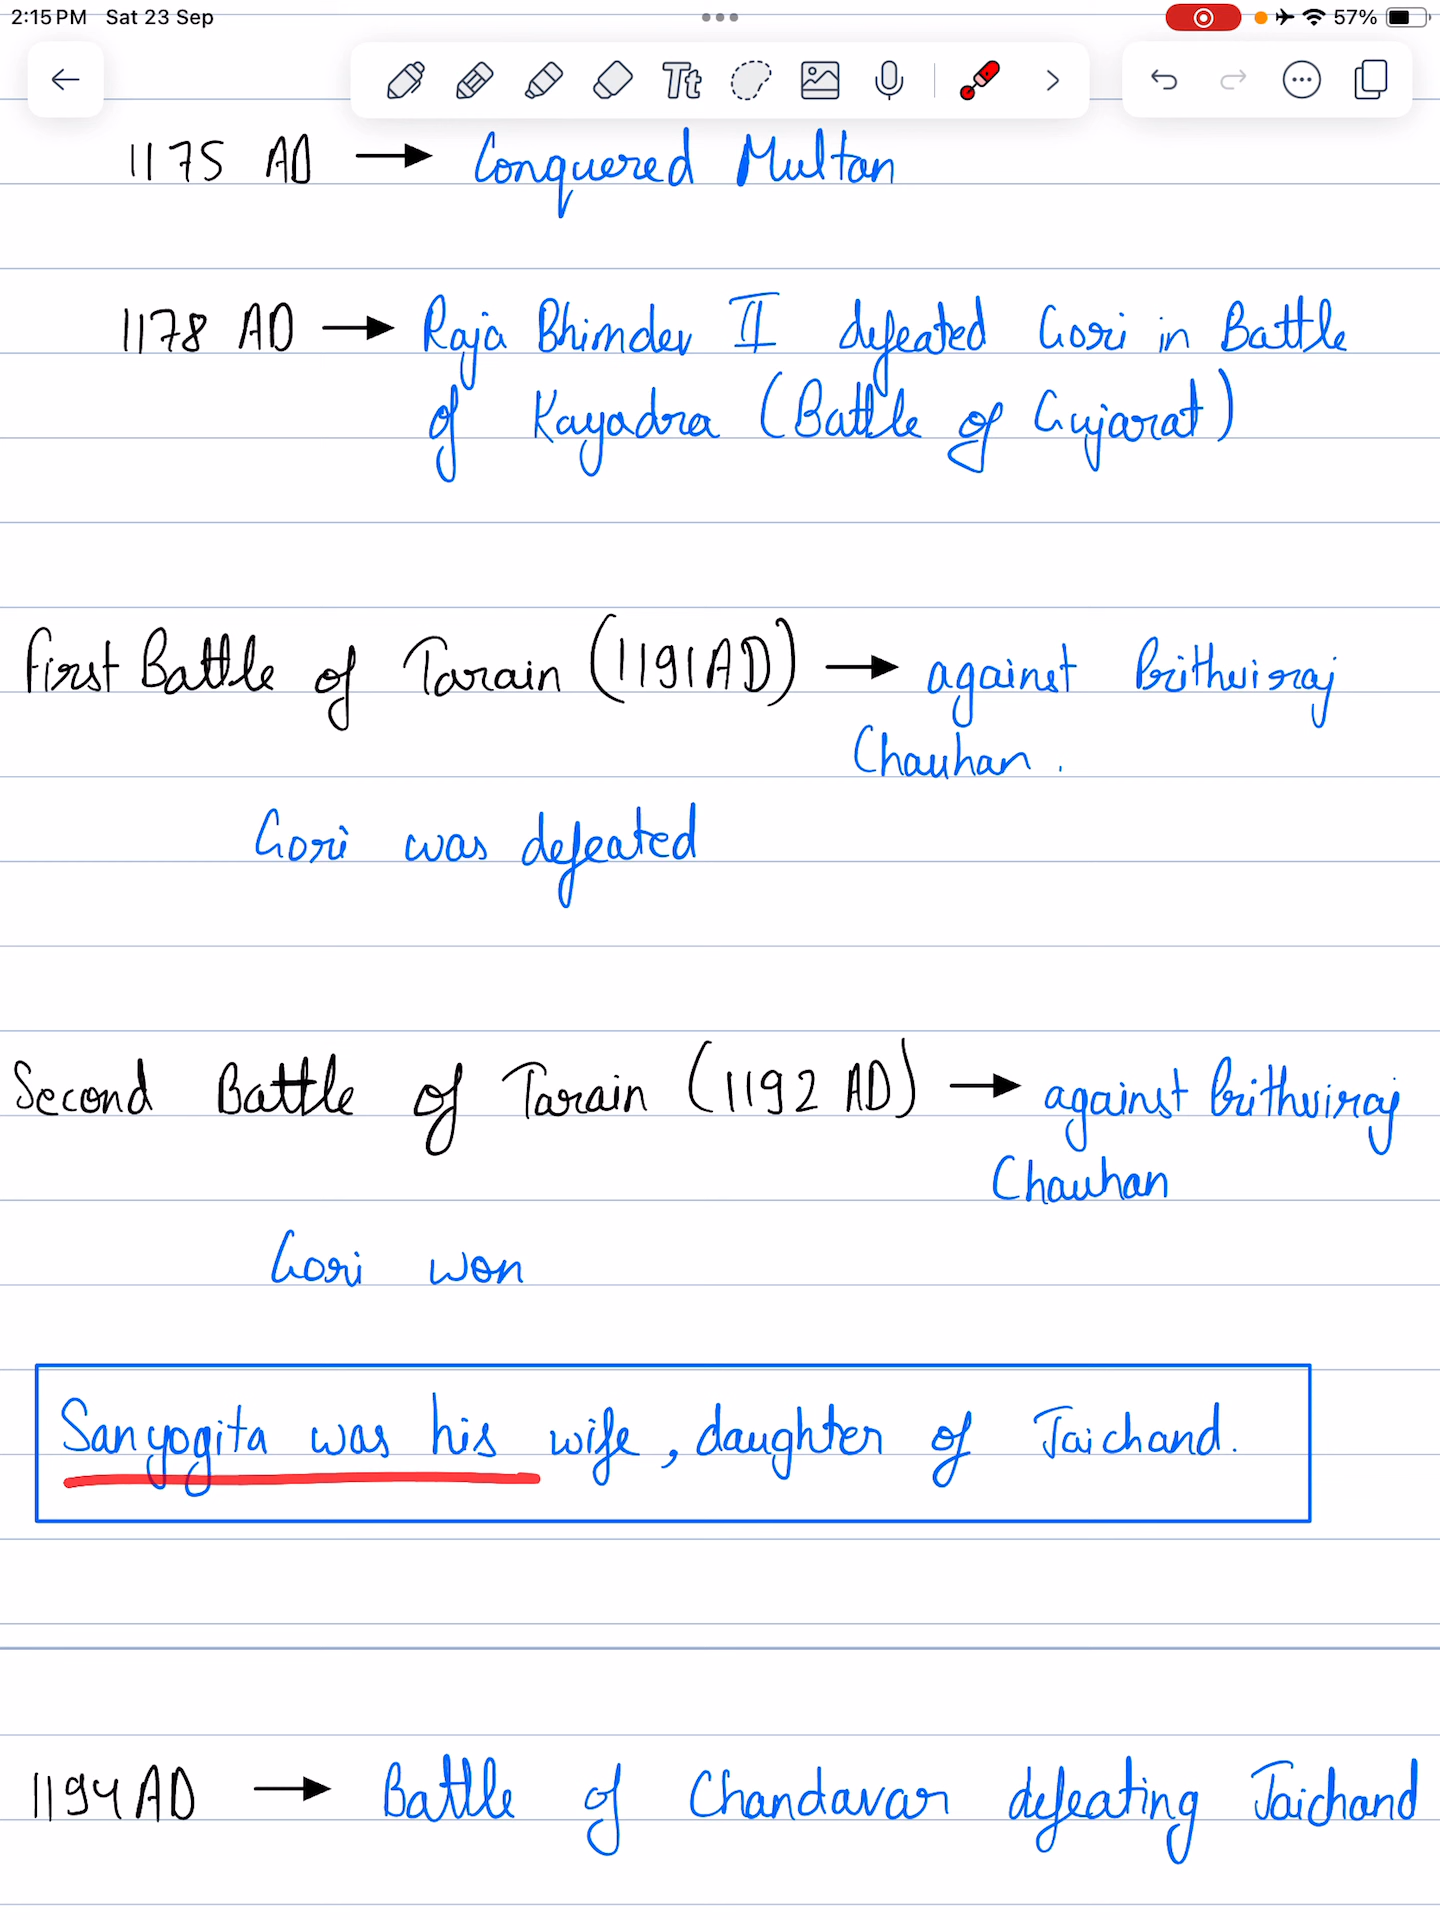 2:15 PM Sat 23 Sep
57%
Tt
1175 AD → Conquered Multan
1178 AD → Raja Bhimdev II defeated Gori in Battle
of Kayadra (Battle of Gujarat)
First Battle of Tarain (1191AD) → against Prithviraj
Chauhan.
Gori was defeated
Second Battle of Tarain (1192 AD) → against Prithviraj
Chauhan
Gori won
Sanyogita was his wife, daughter of Jaichand.
1194 AD → Battle of Chandavar defeating Jaichand